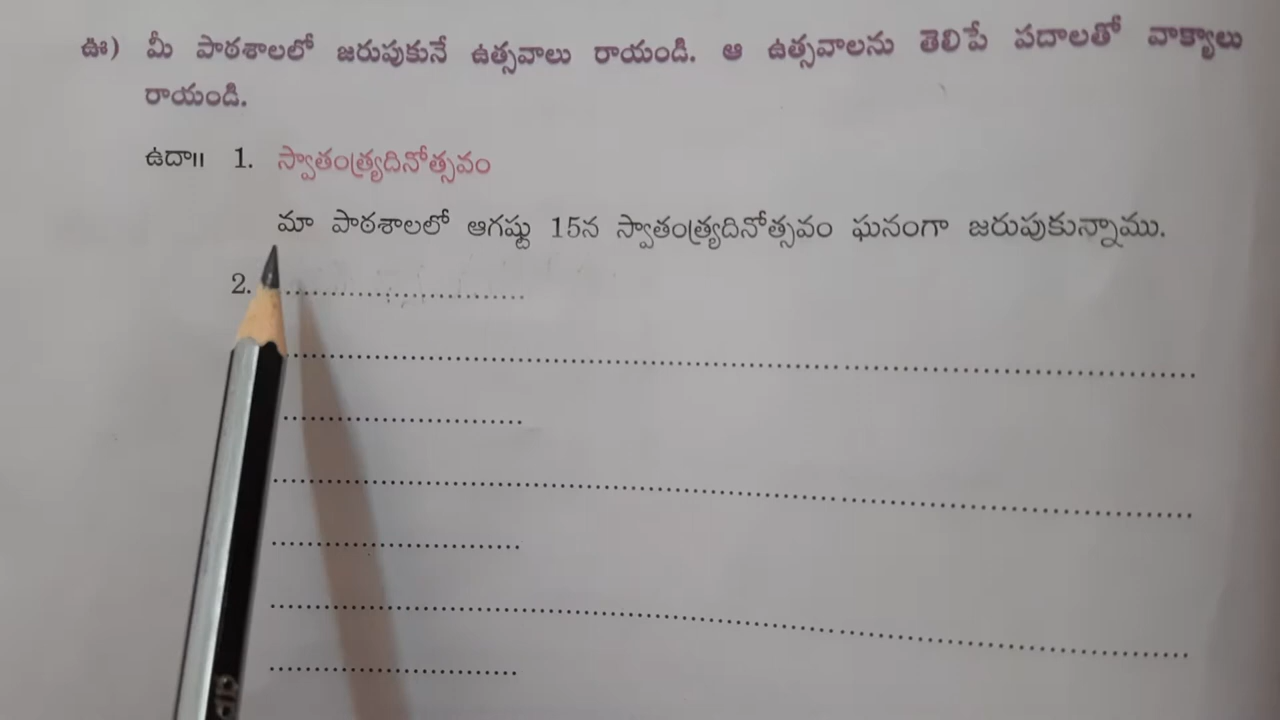 ఊ) మీ పాఠశాలలో జరుపుకునే ఉత్సవాలు రాయండి. ఆ ఉత్సవాలను తెలిపే పదాలతో వాక్యాలు
రాయండి.
ఉదా॥ 1. స్వాతంత్ర్యదినోత్సవం
మా పాఠశాలలో ఆగష్టు 15న స్వాతంత్ర్యదినోత్సవం ఘనంగా జరుపుకున్నాము.
2. ..........................